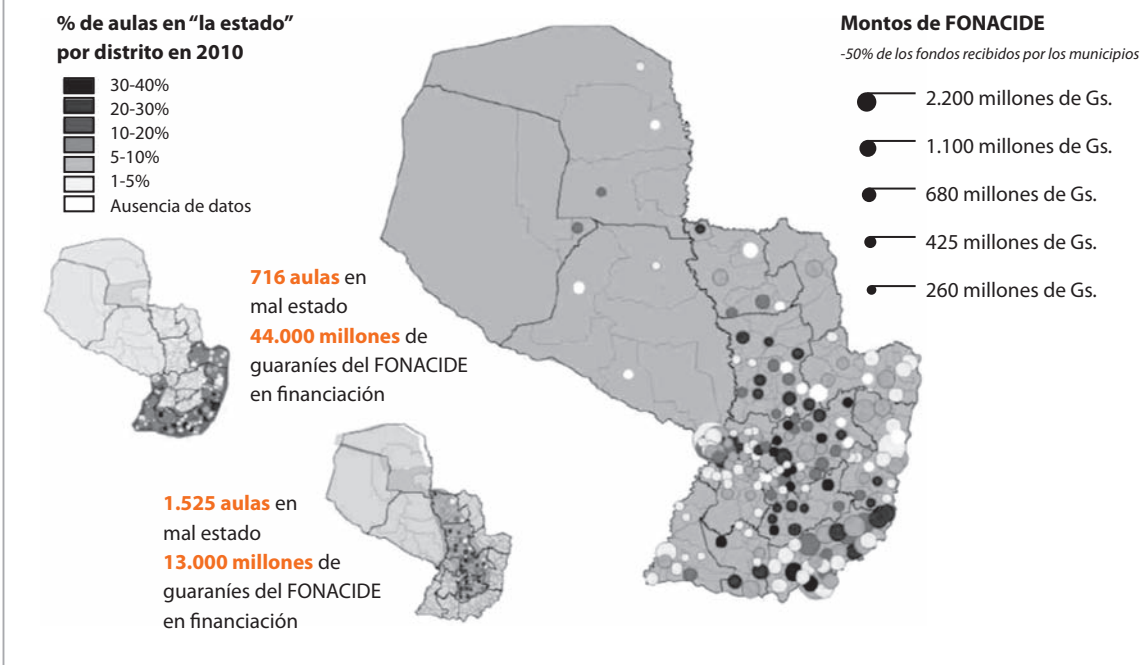 % de aulas en “la estado”
por distrito en 2010
30-40%
20-30%
10-20%
5-10%
1-5%
Ausencia de datos
Montos de FONACIDE
-50% de los fondos recibidos por los municipios
2.200 millones de Gs.
1.100 millones de Gs.
680 millones de Gs.
425 millones de Gs.
260 millones de Gs.
716 aulas en
mal estado
44.000 millones de
guaraníes del FONACIDE
en financiación
1.525 aulas en
mal estado
13.000 millones de
guaraníes del FONACIDE
en financiación